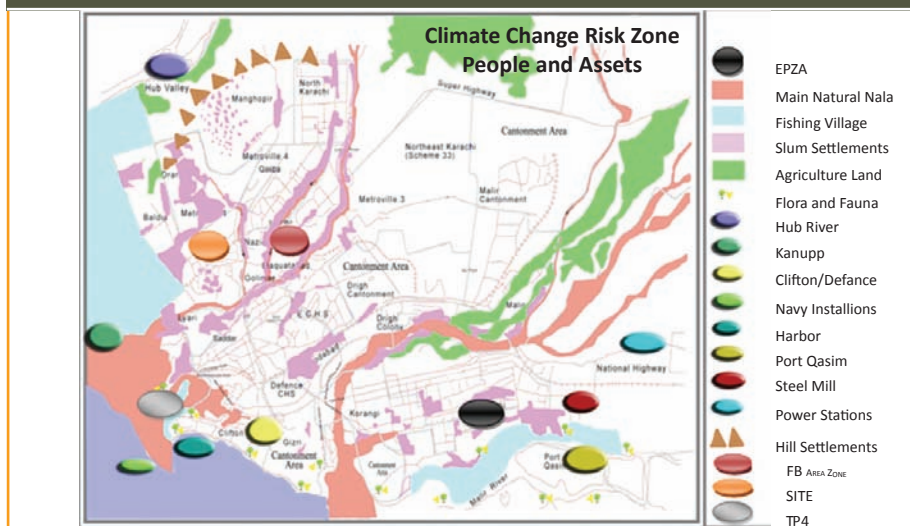 Climate Change Risk Zone
People and Assets
Hub Valley
Manghopir
North
Karachi
Super Highway
Cantonment Area
Metroville 4
Northeast Karachi
(Scheme 33)
Malir
Cantonment
Metroville 3
Baldia
Cantonment Area
Drigh
Cantonment
Drigh
Colony
Malir
Lyari
Saddar
National Highway
Defence
CHS
Korangi
Clifton
Gizri
Cantonment
Area
Cantonment
Area
Port
Qasim
Malir River
EPZA
Main Natural Nala
Fishing Village
Slum Settlements
Agriculture Land
Flora and Fauna
Hub River
Kanupp
Clifton/Defance
Navy Installions
Harbor
Port Qasim
Steel Mill
Power Stations
Hill Settlements
FB AREA ZONE
SITE
TP4